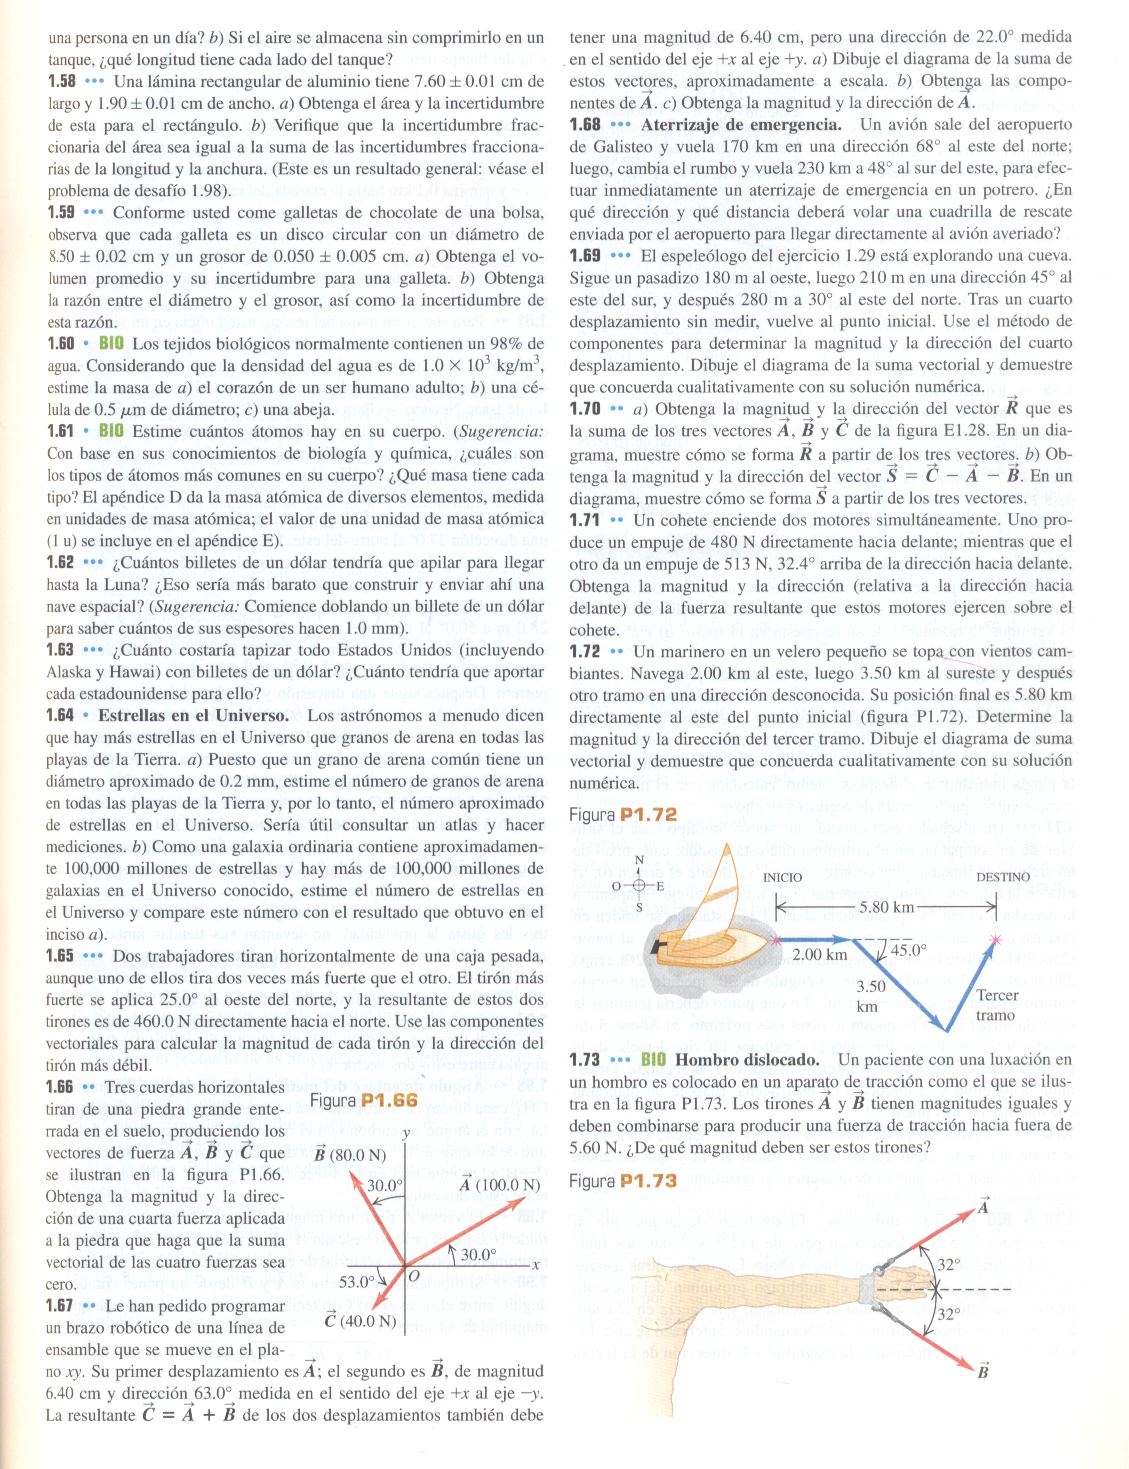 una persona en un día? b) Si el aire se almacena sin comprimirlo en un
tanque, ¿qué longitud tiene cada lado del tanque?
1.58 ••• Una lámina rectangular de aluminio tiene 7.60 ± 0.01 cm de
largo y 1.90 ± 0.01 cm de ancho. a) Obtenga el área y la incertidumbre
de esta para el rectángulo. b) Verifique que la incertidumbre frac-
cionaria del área sea igual a la suma de las incertidumbres fracciona-
rias de la longitud y la anchura. (Este es un resultado general: véase el
problema de desafío 1.98).
1.59 ••• Conforme usted come galletas de chocolate de una bolsa,
observa que cada galleta es un disco circular con un diámetro de
8.50 ± 0.02 cm y un grosor de 0.050 ± 0.005 cm. a) Obtenga el vo-
lumen promedio y su incertidumbre para una galleta. b) Obtenga
la razón entre el diámetro y el grosor, así como la incertidumbre de
esta razón.
1.60 • BIO Los tejidos biológicos normalmente contienen un 98% de
agua. Considerando que la densidad del agua es de 1.0 × 10³ kg/m³,
estime la masa de a) el corazón de un ser humano adulto; b) una cé-
lula de 0.5 μm de diámetro; c) una abeja.
1.61 • BIO Estime cuántos átomos hay en su cuerpo. (Sugerencia:
Con base en sus conocimientos de biología y química, ¿cuáles son
los tipos de átomos más comunes en su cuerpo? ¿Qué masa tiene cada
tipo? El apéndice D da la masa atómica de diversos elementos, medida
en unidades de masa atómica; el valor de una unidad de masa atómica
(1 u) se incluye en el apéndice E).
1.62 ••• ¿Cuántos billetes de un dólar tendría que apilar para llegar
hasta la Luna? ¿Eso sería más barato que construir y enviar ahí una
nave espacial? (Sugerencia: Comience doblando un billete de un dólar
para saber cuántos de sus espesores hacen 1.0 mm).
1.63 ••• ¿Cuánto costaría tapizar todo Estados Unidos (incluyendo
Alaska y Hawai) con billetes de un dólar? ¿Cuánto tendría que aportar
cada estadounidense para ello?
1.64 • Estrellas en el Universo. Los astrónomos a menudo dicen
que hay más estrellas en el Universo que granos de arena en todas las
playas de la Tierra. a) Puesto que un grano de arena común tiene un
diámetro aproximado de 0.2 mm, estime el número de granos de arena
en todas las playas de la Tierra y, por lo tanto, el número aproximado
de estrellas en el Universo. Sería útil consultar un atlas y hacer
mediciones. b) Como una galaxia ordinaria contiene aproximadamen-
te 100,000 millones de estrellas y hay más de 100,000 millones de
galaxias en el Universo conocido, estime el número de estrellas en
el Universo y compare este número con el resultado que obtuvo en el
inciso a).
1.65 ••• Dos trabajadores tiran horizontalmente de una caja pesada,
aunque uno de ellos tira dos veces más fuerte que el otro. El tirón más
fuerte se aplica 25.0° al oeste del norte, y la resultante de estos dos
tirones es de 460.0 N directamente hacia el norte. Use las componentes
vectoriales para calcular la magnitud de cada tirón y la dirección del
tirón más débil.
1.66 •• Tres cuerdas horizontales
tiran de una piedra grande ente-
rrada en el suelo, produciendo los
vectores de fuerza A⃗, B⃗ y C⃗ que
se ilustran en la figura P1.66.
Obtenga la magnitud y la direc-
ción de una cuarta fuerza aplicada
a la piedra que haga que la suma
vectorial de las cuatro fuerzas sea
cero.
Figura P1.66
y
B⃗ (80.0 N)
A⃗ (100.0 N)
30.0°
30.0°
x
53.0°
O
C⃗ (40.0 N)
1.67 •• Le han pedido programar
un brazo robótico de una línea de
ensamble que se mueve en el pla-
no xy. Su primer desplazamiento es A⃗; el segundo es B⃗, de magnitud
6.40 cm y dirección 63.0° medida en el sentido del eje +x al eje −y.
La resultante C⃗ = A⃗ + B⃗ de los dos desplazamientos también debe
tener una magnitud de 6.40 cm, pero una dirección de 22.0° medida
en el sentido del eje +x al eje +y. a) Dibuje el diagrama de la suma de
estos vectores, aproximadamente a escala. b) Obtenga las compo-
nentes de A⃗. c) Obtenga la magnitud y la dirección de A⃗.
1.68 ••• Aterrizaje de emergencia. Un avión sale del aeropuerto
de Galisteo y vuela 170 km en una dirección 68° al este del norte;
luego, cambia el rumbo y vuela 230 km a 48° al sur del este, para efec-
tuar inmediatamente un aterrizaje de emergencia en un potrero. ¿En
qué dirección y qué distancia deberá volar una cuadrilla de rescate
enviada por el aeropuerto para llegar directamente al avión averiado?
1.69 ••• El espeleólogo del ejercicio 1.29 está explorando una cueva.
Sigue un pasadizo 180 m al oeste, luego 210 m en una dirección 45° al
este del sur, y después 280 m a 30° al este del norte. Tras un cuarto
desplazamiento sin medir, vuelve al punto inicial. Use el método de
componentes para determinar la magnitud y la dirección del cuarto
desplazamiento. Dibuje el diagrama de la suma vectorial y demuestre
que concuerda cualitativamente con su solución numérica.
1.70 •• a) Obtenga la magnitud y la dirección del vector R⃗ que es
la suma de los tres vectores A⃗, B⃗ y C⃗ de la figura E1.28. En un dia-
grama, muestre cómo se forma R⃗ a partir de los tres vectores. b) Ob-
tenga la magnitud y la dirección del vector S⃗ = C⃗ − A⃗ − B⃗. En un
diagrama, muestre cómo se forma S⃗ a partir de los tres vectores.
1.71 •• Un cohete enciende dos motores simultáneamente. Uno pro-
duce un empuje de 480 N directamente hacia delante; mientras que el
otro da un empuje de 513 N, 32.4° arriba de la dirección hacia delante.
Obtenga la magnitud y la dirección (relativa a la dirección hacia
delante) de la fuerza resultante que estos motores ejercen sobre el
cohete.
1.72 •• Un marinero en un velero pequeño se topa con vientos cam-
biantes. Navega 2.00 km al este, luego 3.50 km al sureste y después
otro tramo en una dirección desconocida. Su posición final es 5.80 km
directamente al este del punto inicial (figura P1.72). Determine la
magnitud y la dirección del tercer tramo. Dibuje el diagrama de suma
vectorial y demuestre que concuerda cualitativamente con su solución
numérica.
Figura P1.72
N
O E
S
INICIO
DESTINO
5.80 km
2.00 km
45.0°
3.50
km
Tercer
tramo
1.73 ••• BIO Hombro dislocado. Un paciente con una luxación en
un hombro es colocado en un aparato de tracción como el que se ilus-
tra en la figura P1.73. Los tirones A⃗ y B⃗ tienen magnitudes iguales y
deben combinarse para producir una fuerza de tracción hacia fuera de
5.60 N. ¿De qué magnitud deben ser estos tirones?
Figura P1.73
A⃗
32°
32°
B⃗